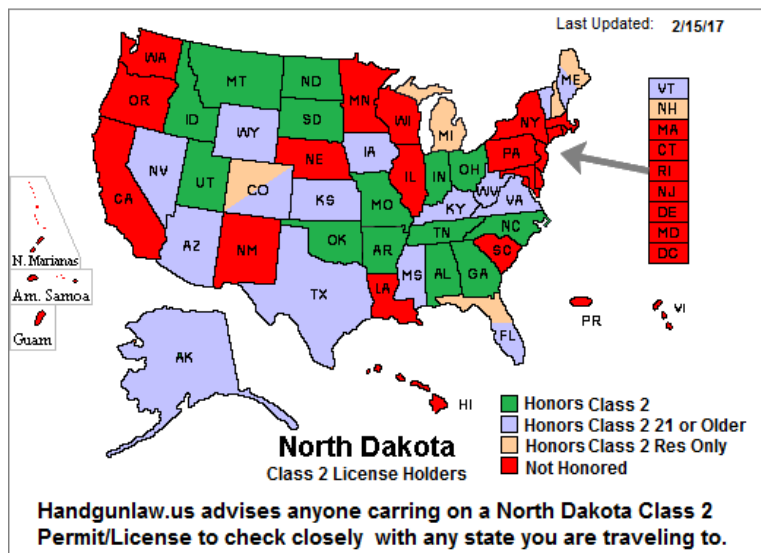 Last Updated: 2/15/17
WA
MT
ND
MN
ME
VT
OR
ID
SD
WI
NY
NH
WY
MI
MA
NE
IA
PA
CT
NV
UT
CO
IL
IN
OH
RI
CA
KS
MO
WV
VA
NJ
KY
DE
AZ
NM
OK
AR
TN
NC
MD
SC
DC
TX
LA
MS
AL
GA
N. Marianas
Am. Samoa
Guam
AK
FL
PR
VI
HI
Honors Class 2
Honors Class 2 21 or Older
North Dakota
Honors Class 2 Res Only
Class 2 License Holders
Not Honored
Handgunlaw.us advises anyone carring on a North Dakota Class 2
Permit/License to check closely with any state you are traveling to.